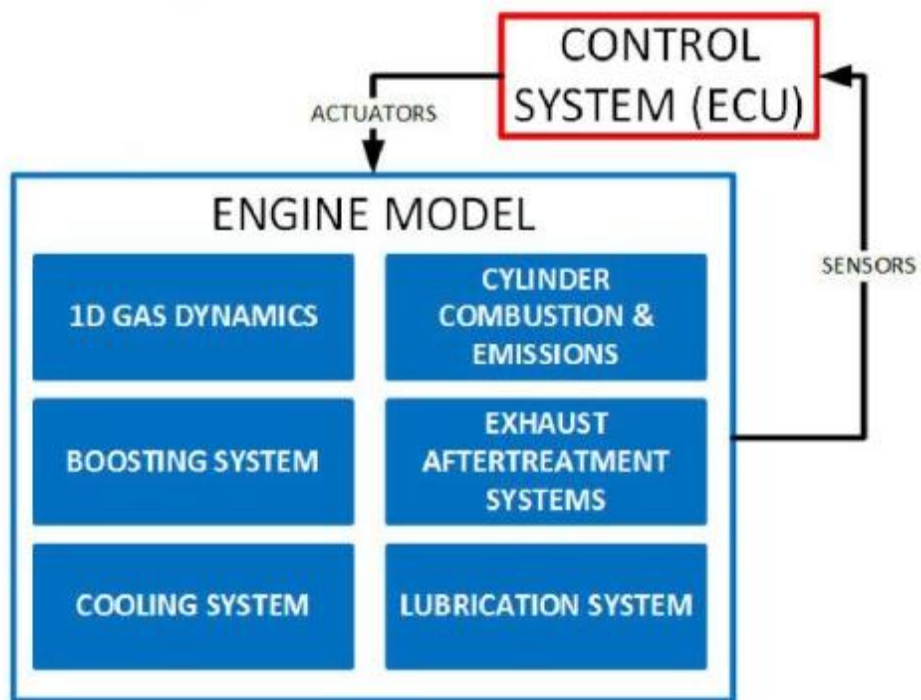 CONTROL
SYSTEM (ECU)
ACTUATORS
SENSORS
ENGINE MODEL
1D GAS DYNAMICS
CYLINDER
COMBUSTION &
EMISSIONS
BOOSTING SYSTEM
EXHAUST
AFTERTREATMENT
SYSTEMS
COOLING SYSTEM
LUBRICATION SYSTEM